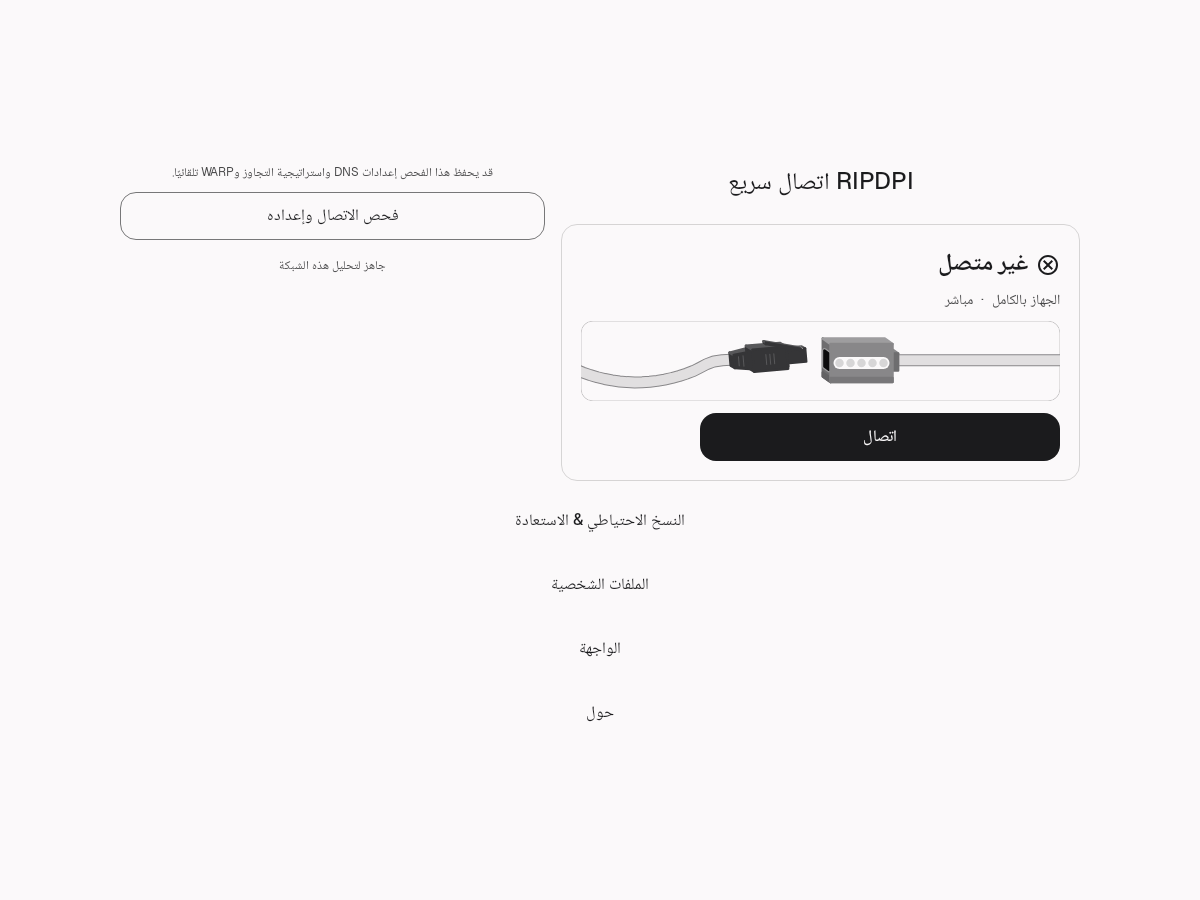 RIPDPI اتصال سريع
غير متصل
الجهاز بالكامل · مباشر
اتصال
قد يحفظ هذا الفحص إعدادات DNS واستراتيجية التجاوز وWARP تلقائيًا.
فحص الاتصال وإعداده
جاهز لتحليل هذه الشبكة
النسخ الاحتياطي & الاستعادة
الملفات الشخصية
الواجهة
حول